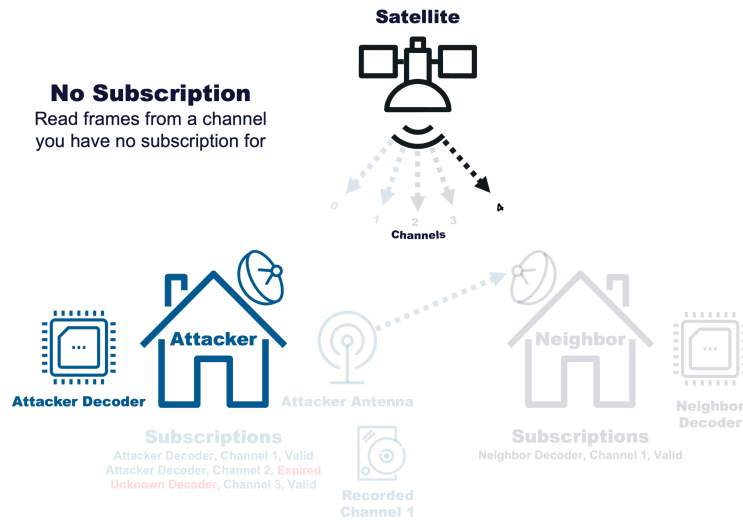 Satellite
No Subscription
Read frames from a channel
you have no subscription for
0
1
2
3
4
Channels
Attacker
Neighbor
Attacker Decoder
Attacker Antenna
Neighbor
Decoder
Subscriptions
Attacker Decoder, Channel 1, Valid
Attacker Decoder, Channel 2, Expired
Unknown Decoder, Channel 3, Valid
Subscriptions
Neighbor Decoder, Channel 1, Valid
Recorded
Channel 1